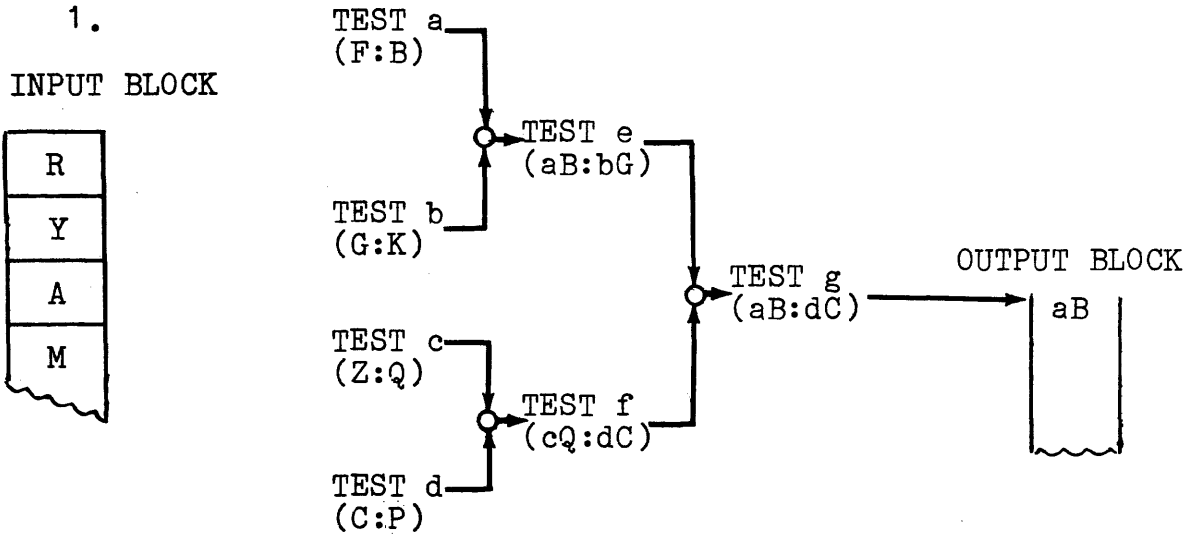 1.
INPUT BLOCK
R
Y
A
M
TEST a
(F:B)
TEST b
(G:K)
TEST c
(Z:Q)
TEST d
(C:P)
TEST e
(aB:bG)
TEST f
(cQ:dC)
TEST g
(aB:dC)
OUTPUT BLOCK
aB